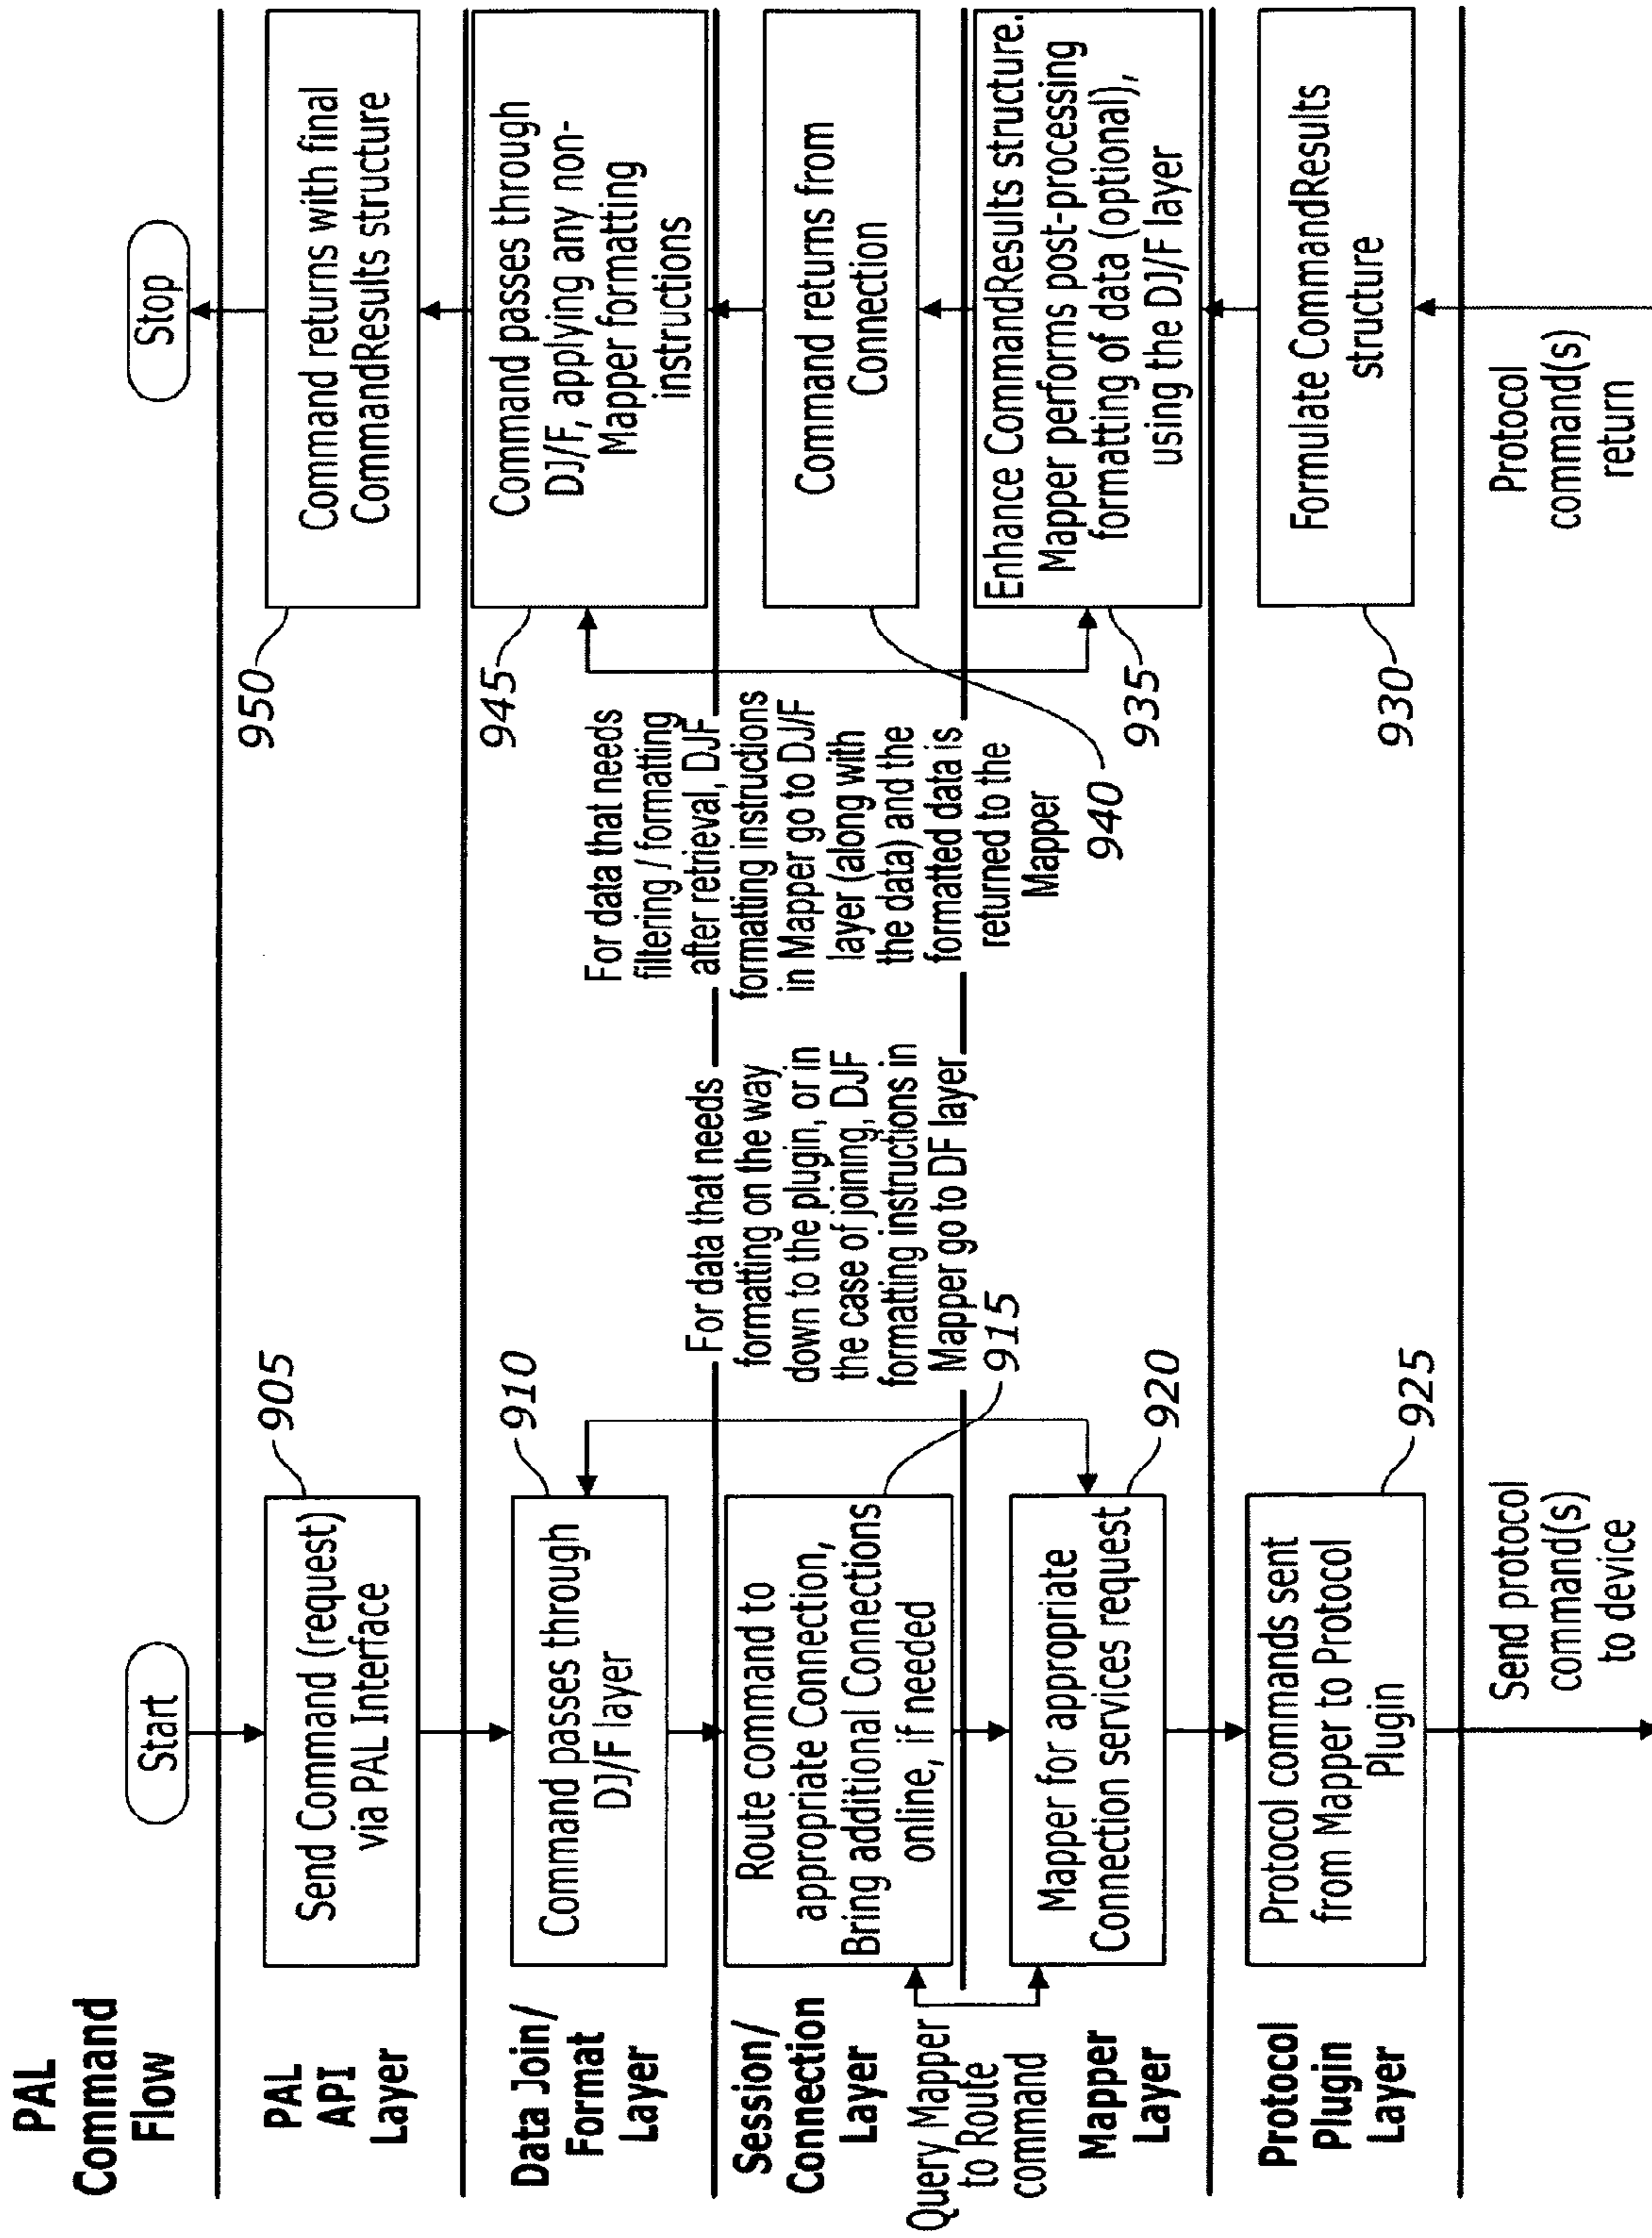 PAL
Command
Flow
Start
Stop
PAL
API
Layer
Send Command (request)
via PAL Interface
905
950
Command returns with final
CommandResults structure
Data Join/
Format
Layer
Command passes through
DJ/F layer
910
945
Command passes through
DJ/F, applying any non-
Mapper formatting
instructions
Session/
Connection
Layer
Route command to
appropriate Connection,
Bring additional Connections
online, if needed
915
For data that needs
formatting on the way
down to the plugin, or in
the case of joining, DJF
formatting instructions in
Mapper go to DF layer
For data that needs
filtering / formatting
after retrieval, DJF
formatting instructions
in Mapper go to DJ/F
layer (along with
the data) and the
formatted data is
returned to the
Mapper
940
Command returns from
Connection
Query Mapper
to Route
command
Mapper
Layer
Mapper for appropriate
Connection services request
920
935
Enhance CommandResults structure.
Mapper performs post-processing
formatting of data (optional),
using the DJ/F layer
Protocol
Plugin
Layer
Protocol commands sent
from Mapper to Protocol
Plugin
925
930
Formulate CommandResults
structure
Send protocol
command(s)
to device
Protocol
command(s)
return